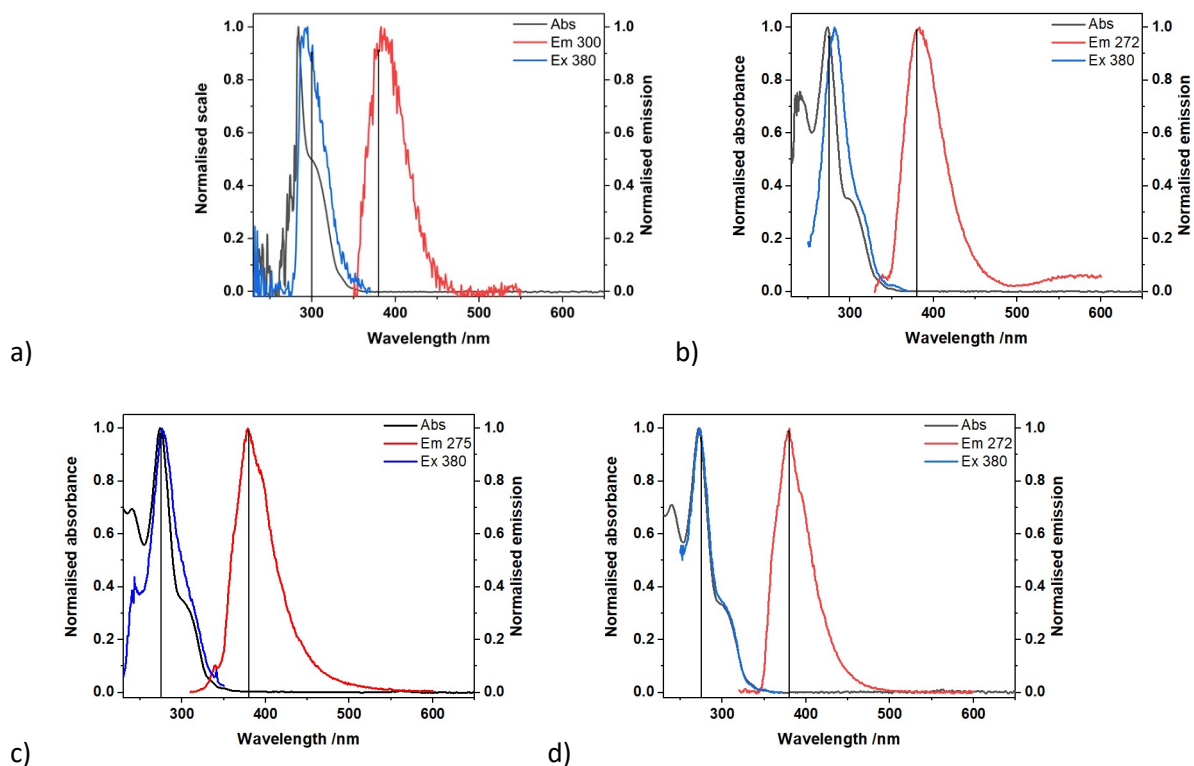 Abs
Em 300
Ex 380
Normalised scale
1.0
0.8
0.6
0.4
0.2
0.0
Normalised emission
1.0
0.8
0.6
0.4
0.2
0.0
300 400 500 600
Wavelength /nm
a)
Abs
Em 272
Ex 380
Normalised absorbance
1.0
0.8
0.6
0.4
0.2
0.0
Normalised emission
1.0
0.8
0.6
0.4
0.2
0.0
300 400 500 600
Wavelength /nm
b)
Abs
Em 275
Ex 380
Normalised absorbance
1.0
0.8
0.6
0.4
0.2
0.0
Normalised emission
1.0
0.8
0.6
0.4
0.2
0.0
300 400 500 600
Wavelength /nm
c)
Abs
Em 272
Ex 380
Normalised absorbance
1.0
0.8
0.6
0.4
0.2
0.0
Normalised emission
1.0
0.8
0.6
0.4
0.2
0.0
300 400 500 600
Wavelength /nm
d)